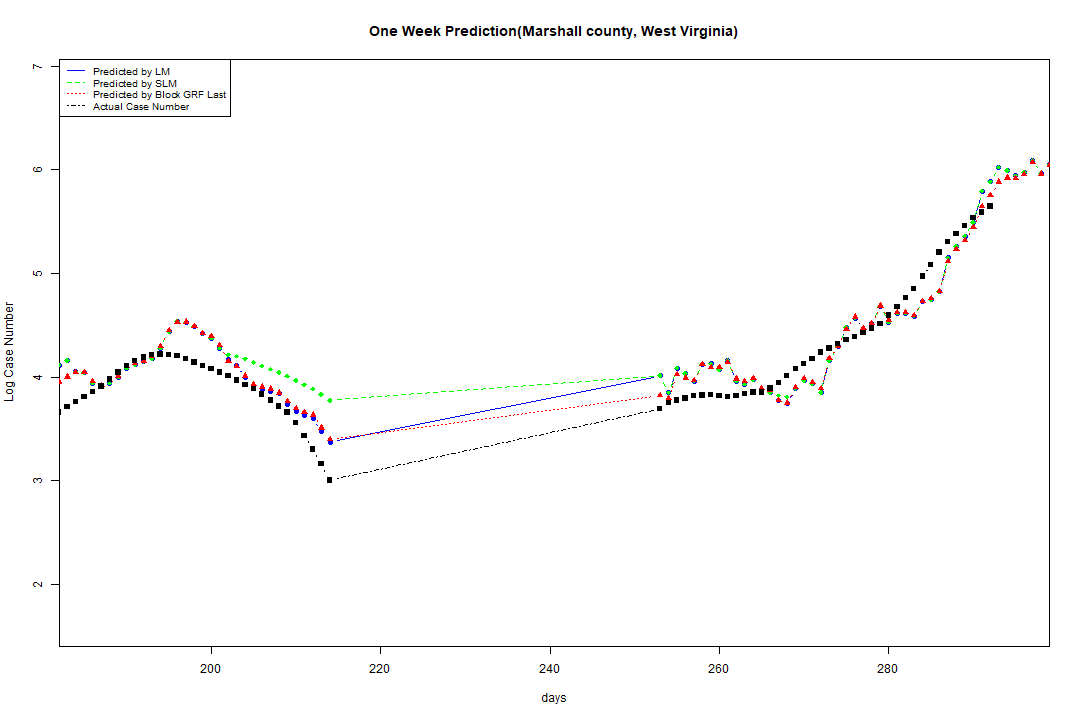 One Week Prediction(Marshall county, West Virginia)
Predicted by LM
Predicted by SLM
Predicted by Block GRF Last
Actual Case Number
7
6
5
4
3
2
Log Case Number
200 220 240 260 280
days